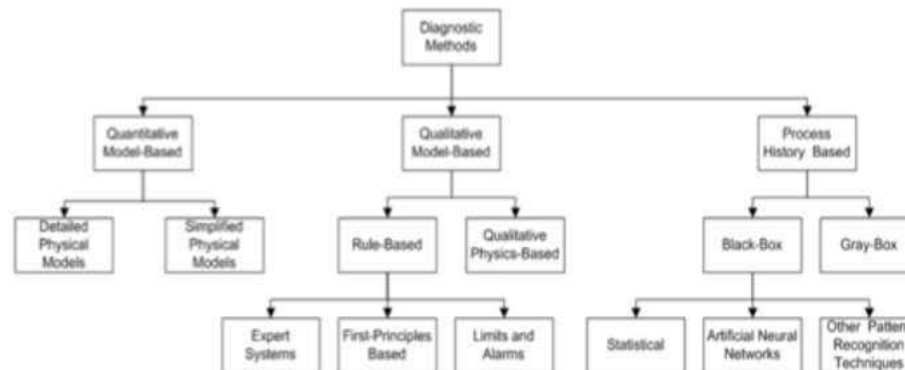 Diagnostic
Methods
Quantitative
Model-Based
Qualitative
Model-Based
Process
History Based
Detailed
Physical
Models
Simplified
Physical
Models
Rule-Based
Qualitative
Physics-Based
Black-Box
Gray-Box
Expert
Systems
First-Principles
Based
Limits and
Alarms
Statistical
Artificial Neural
Networks
Other Pattern
Recognition
Techniques